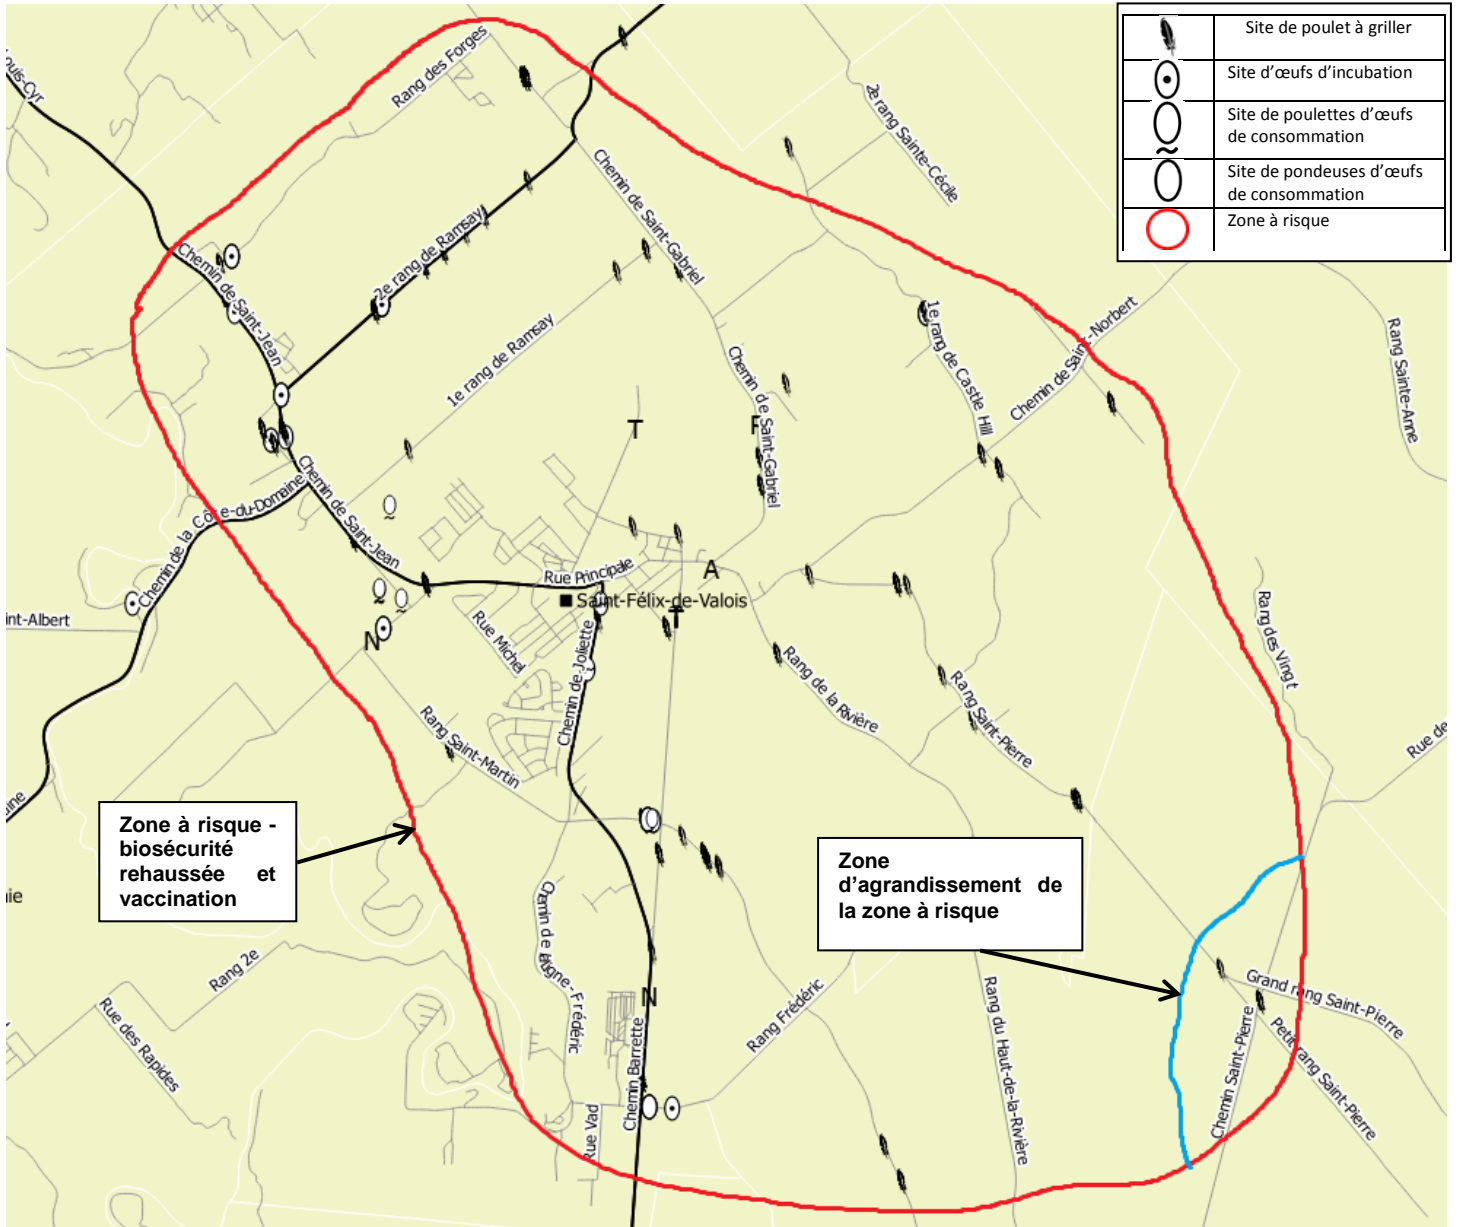 Site de poulet à griller
Site d'œufs d'incubation
Site de poulettes d'œufs
de consommation
~
Site de pondeuses d'œufs
de consommation
Zone à risque
Rang des Forges
2e rang Sainte-Cécile
Chemin de Saint-Gabriel
2e rang de Ramsay
Chemin de Saint-Jean
1e rang de Ramsay
1e rang de Castle Hill
Chemin de Saint-Norbert
Rang Sainte-Anne
Chemin de Saint-Gabriel
T
Chemin de Saint-Jean
Chemin de la Côte-du-Domaine
~
Rue Principale
A
Saint-Félix-de-Valois
int-Albert
~
~
N
T
Rue Michel
Chemin de Joliette
Rang de la Rivière
Rang Saint-Pierre
Rang des Vingt
Rue de
Rang Saint-Martin
Zone à risque -
biosécurité
rehaussée et
vaccination
Zone
d'agrandissement de
la zone à risque
Rang 2e
Rue des Rapides
N
Chemin Barrette
Rue Vad
Rang Frédéric
Rang du Haut-de-la-Rivière
Grand rang Saint-Pierre
Petit rang Saint-Pierre
Chemin Saint-Pierre